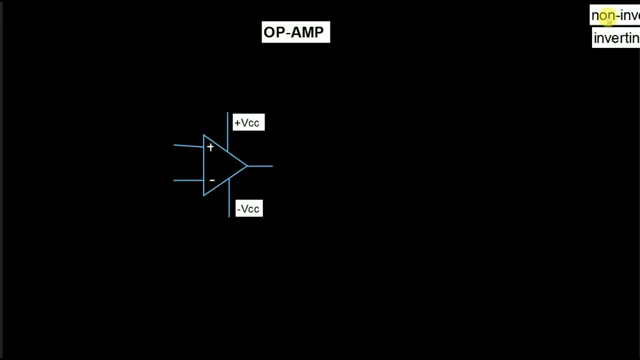 non-inve
OP-AMP
invertin
+Vcc
+
-
-Vcc